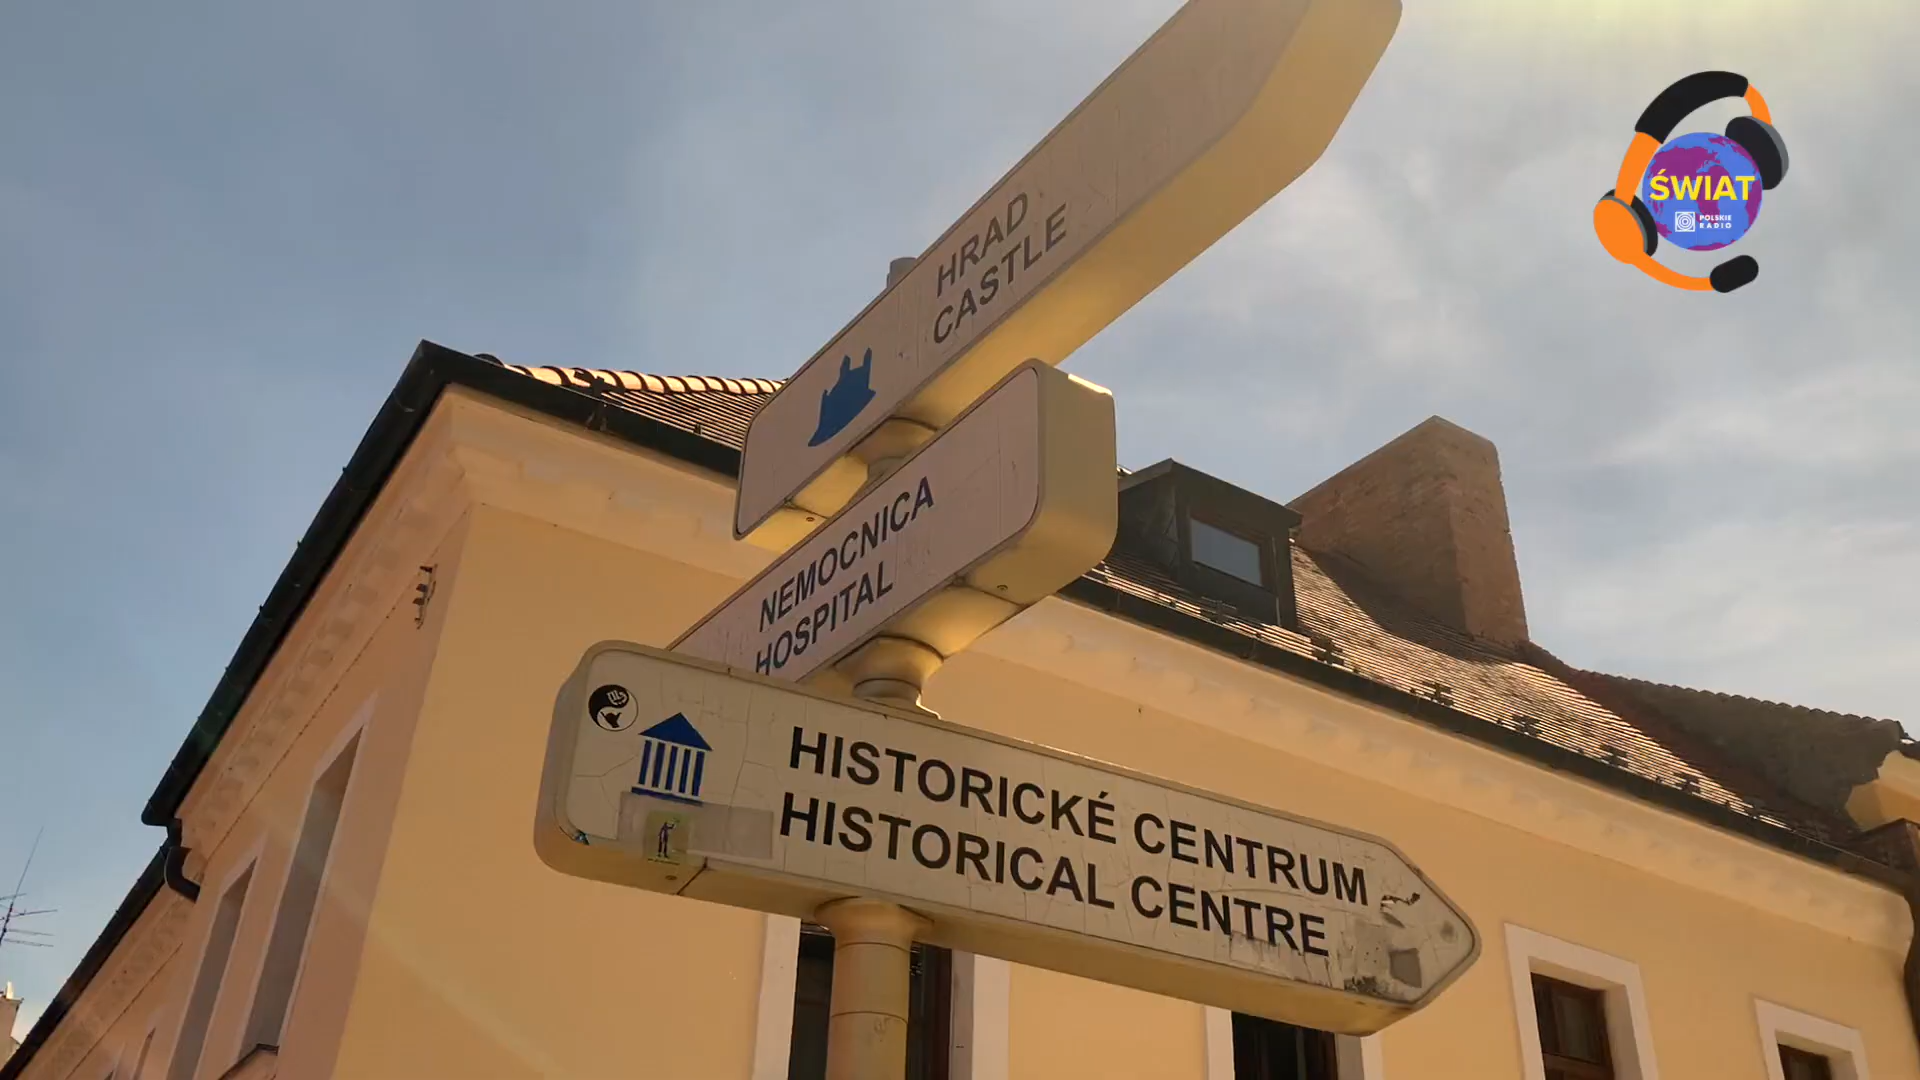 HRAD
CASTLE
NEMOCNICA
HOSPITAL
HISTORICKÉ CENTRUM
HISTORICAL CENTRE
ŚWIAT
POLSKIE
RADIO